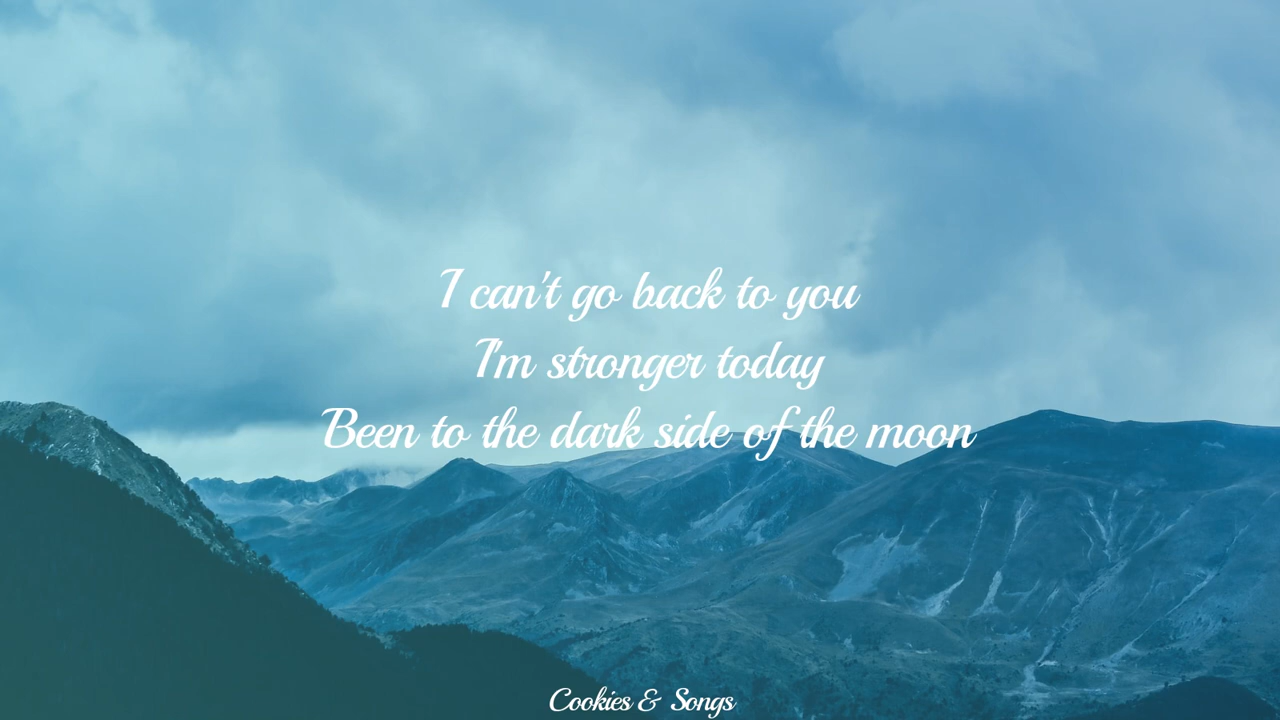 I can't go back to you
I'm stronger today
Been to the dark side of the moon
Cookies & Songs